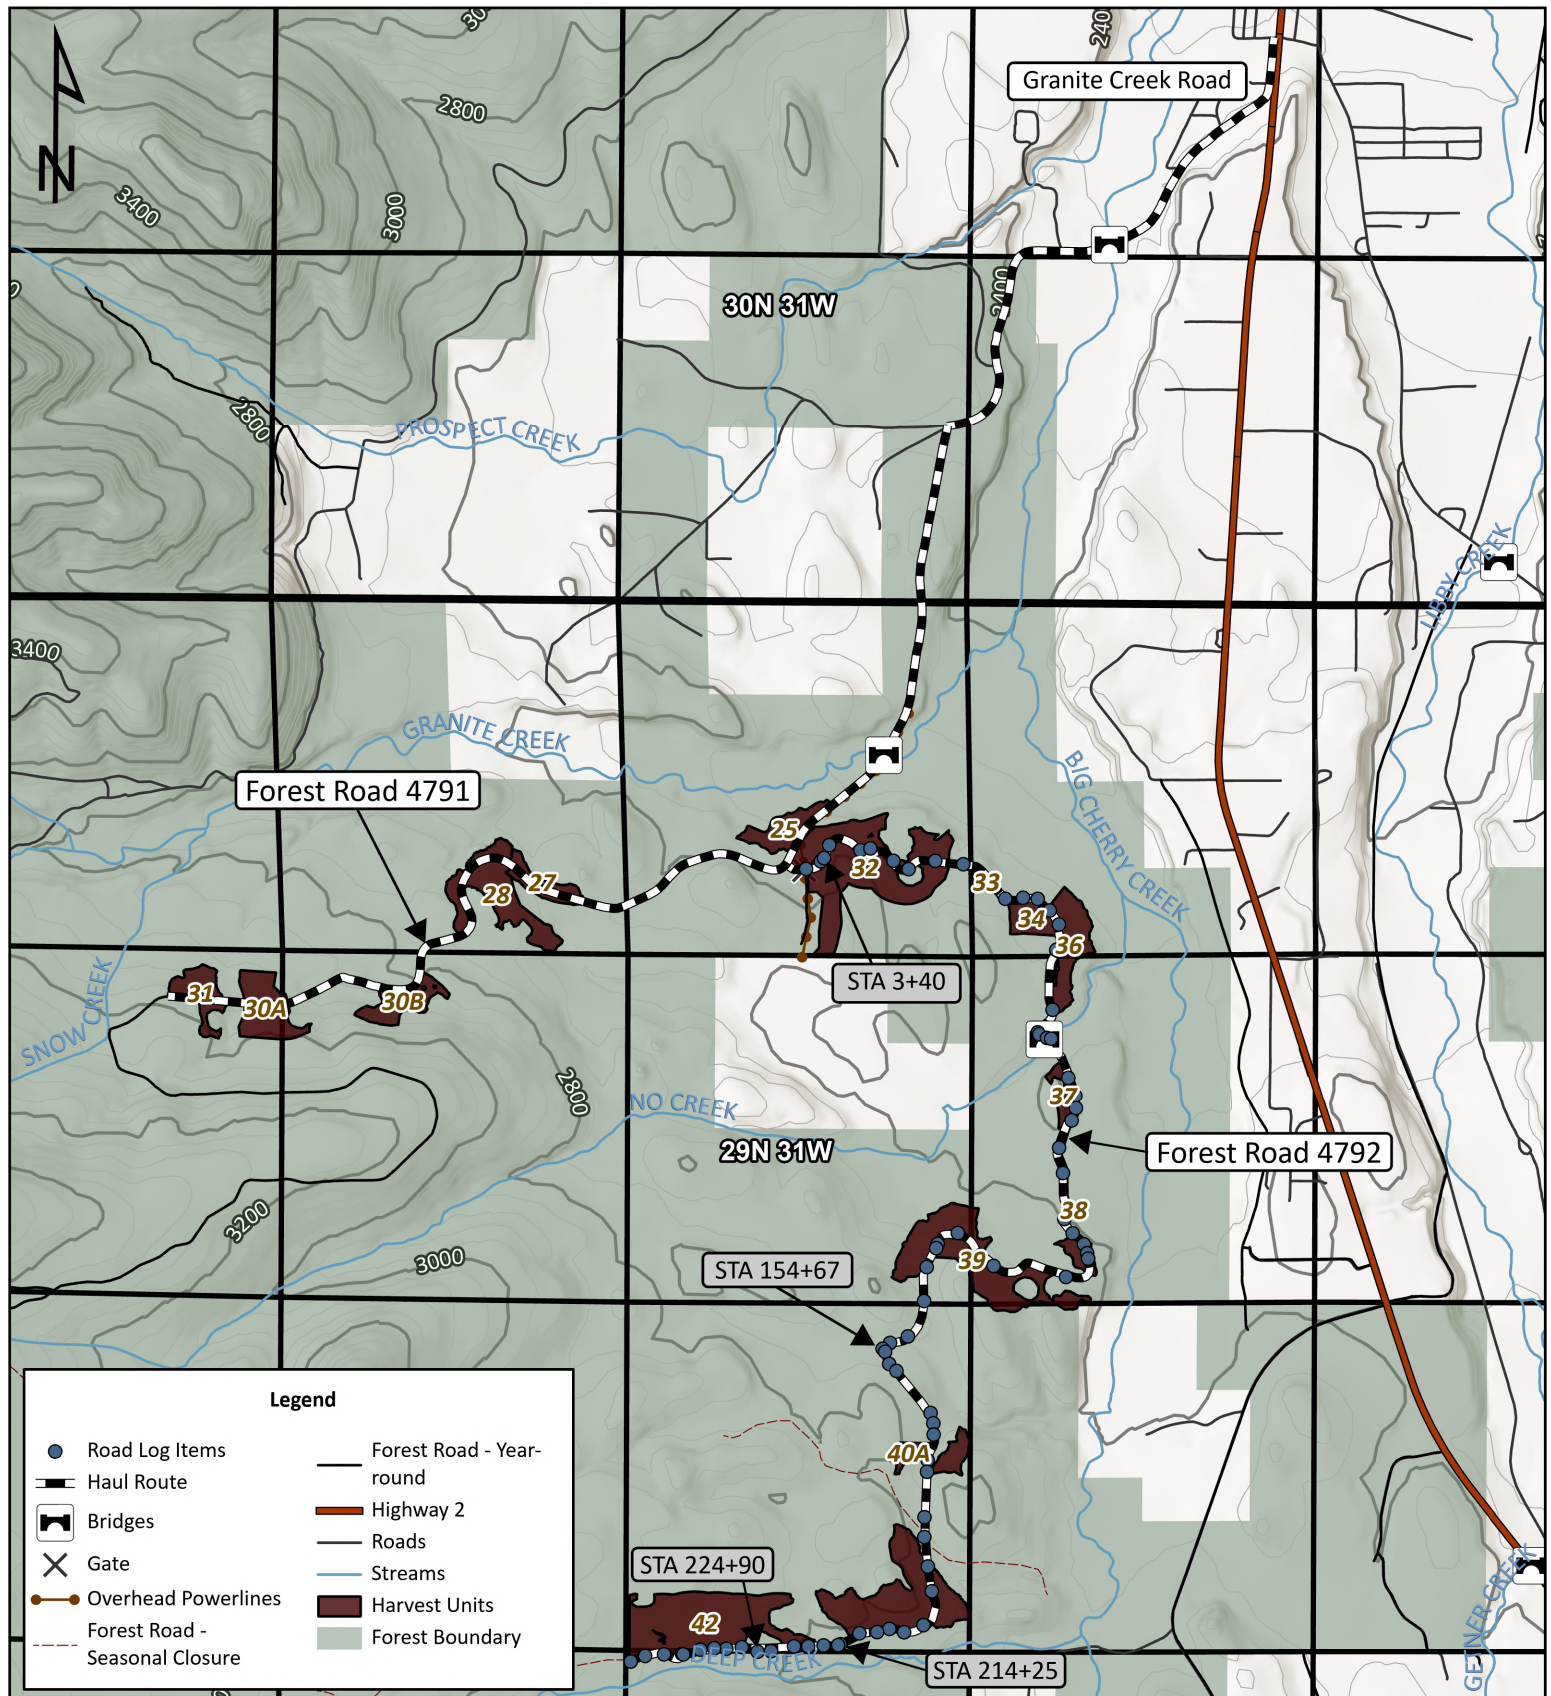 30
240
Granite Creek Road
2800
N
3400
3000
30N 31W
2400
2800
PROSPECT CREEK
LIBBY CREEK
3400
GRANITE CREEK
Forest Road 4791
BIG CHERRY CREEK
25
32
27
28
33
34
36
STA 3+40
31
30A
30B
SNOW CREEK
2800
NO CREEK
37
29N 31W
Forest Road 4792
3200
38
3000
39
STA 154+67
40A
STA 224+90
42
DEEP CREEK
STA 214+25
GETNER CREEK
Legend
Road Log Items
Haul Route
Bridges
Gate
Overhead Powerlines
Forest Road -
Seasonal Closure
Forest Road - Year-
round
Highway 2
Roads
Streams
Harvest Units
Forest Boundary